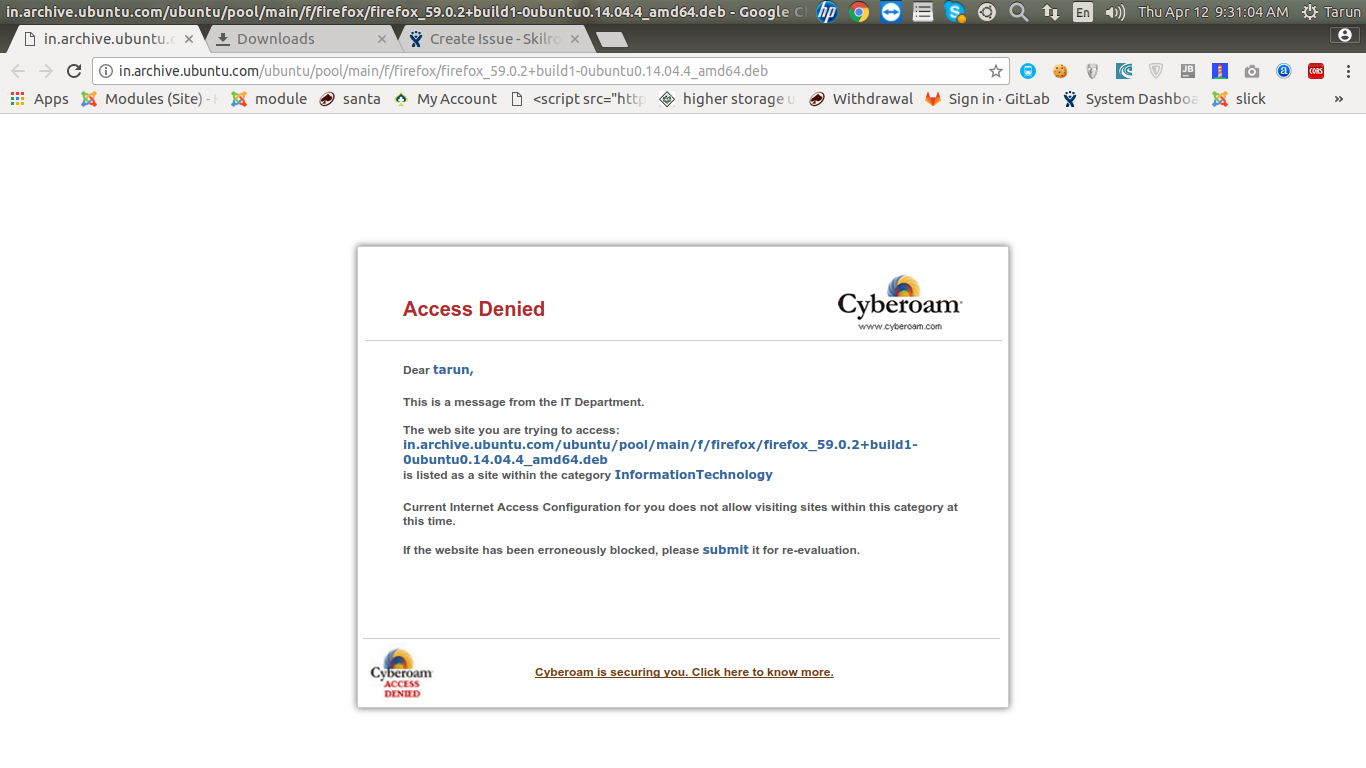 in.archive.ubuntu.com/ubuntu/pool/main/f/firefox/firefox_59.0.2+build1-0ubuntu0.14.04.4_amd64.deb - Google C
hp
En
Thu Apr 12 9:31:04 AM
Tarun
in.archive.ubuntu.c
Downloads
Create Issue - Skilro
in.archive.ubuntu.com/ubuntu/pool/main/f/firefox/firefox_59.0.2+build1-0ubuntu0.14.04.4_amd64.deb
JB
a
CORS
Apps
Modules (Site) -
module
santa
My Account
<script src="http
higher storage u
Withdrawal
Sign in · GitLab
System Dashboa
slick
»
Access Denied
Cyberoam
www.cyberoam.com
Dear tarun,
This is a message from the IT Department.
The web site you are trying to access:
in.archive.ubuntu.com/ubuntu/pool/main/f/firefox/firefox_59.0.2+build1-
0ubuntu0.14.04.4_amd64.deb
is listed as a site within the category InformationTechnology
Current Internet Access Configuration for you does not allow visiting sites within this category at
this time.
If the website has been erroneously blocked, please submit it for re-evaluation.
Cyberoam
ACCESS
DENIED
Cyberoam is securing you. Click here to know more.